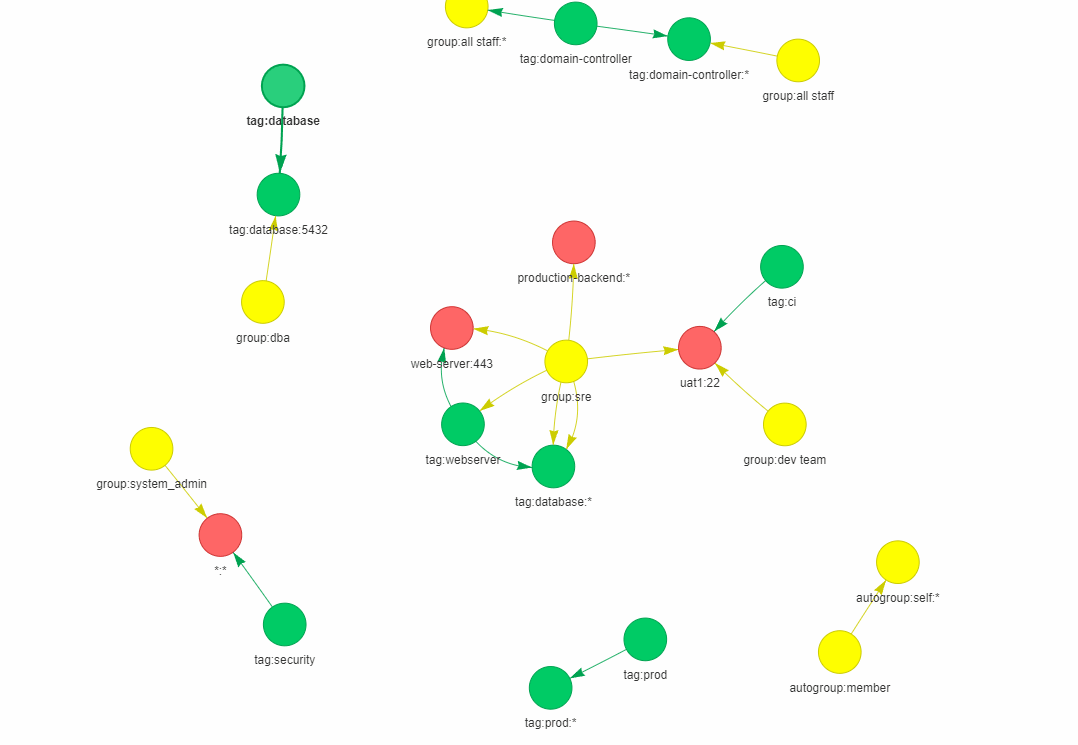 group:all staff:*
tag:domain-controller
tag:domain-controller:*
group:all staff
tag:database
tag:database:5432
production-backend:*
tag:ci
group:dba
web-server:443
uat1:22
group:sre
tag:webserver
group:dev team
group:system_admin
tag:database:*
*:*
autogroup:self:*
tag:security
tag:prod
autogroup:member
tag:prod:*